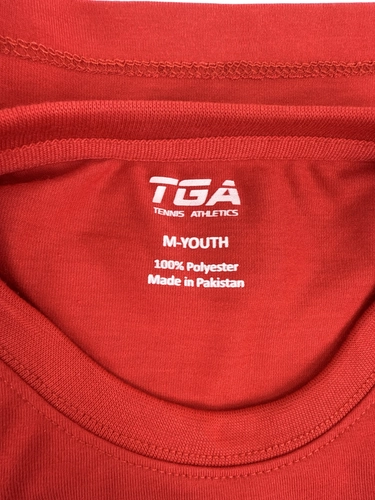 TGA
TENNIS ATHLETICS
M-YOUTH
100% Polyester
Made in Pakistan